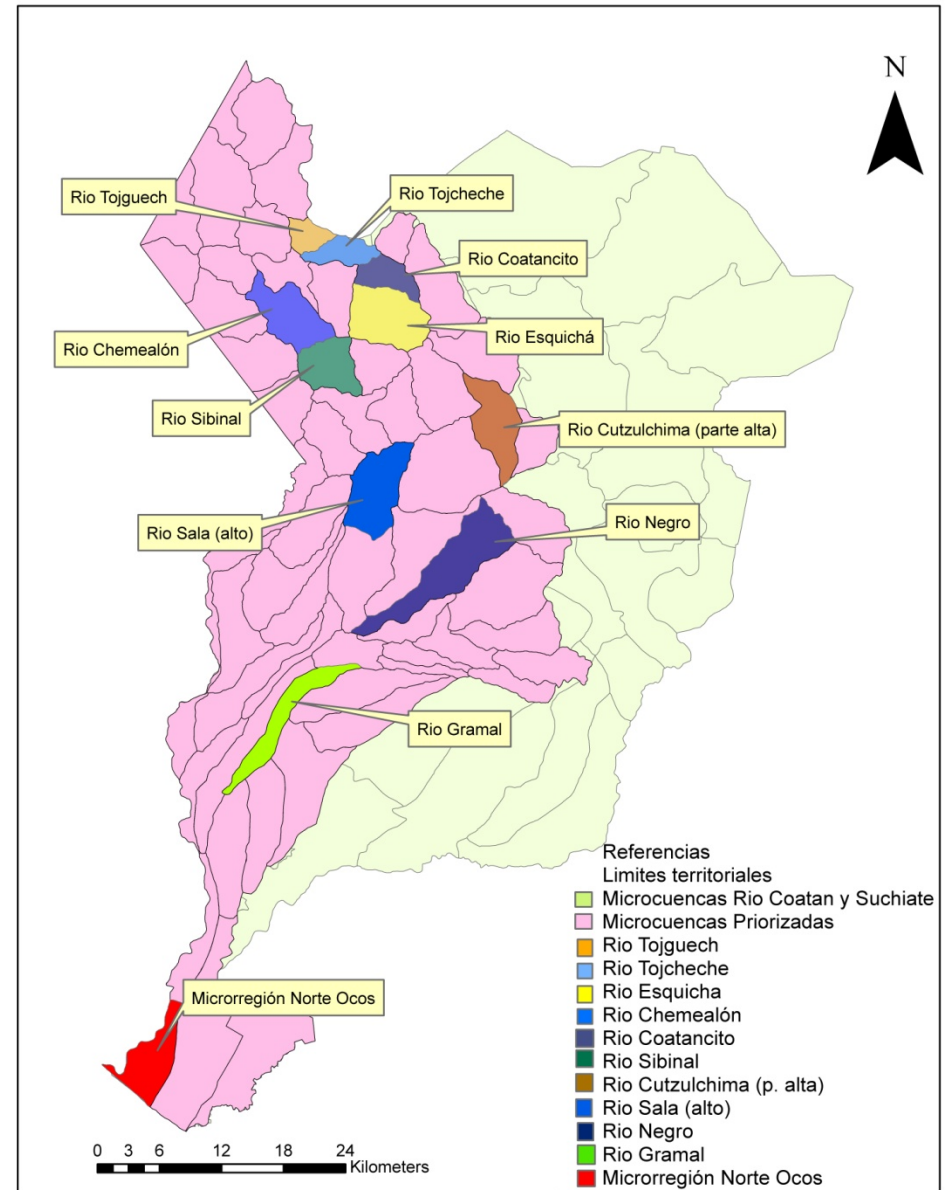 N
Rio Tojguech
Rio Tojcheche
Rio Coatancito
Rio Chemealón
Rio Esquichá
Rio Sibinal
Rio Cutzulchima (parte alta)
Rio Sala (alto)
Rio Negro
Rio Gramal
Microrregión Norte Ocos
Referencias
Limites territoriales
Microcuencas Rio Coatan y Suchiate
Microcuencas Priorizadas
Rio Tojguech
Rio Tojcheche
Rio Esquicha
Rio Chemealón
Rio Coatancito
Rio Sibinal
Rio Cutzulchima (p. alta)
Rio Sala (alto)
Rio Negro
Rio Gramal
Microrregión Norte Ocos
0 3 6 12 18 24
Kilometers